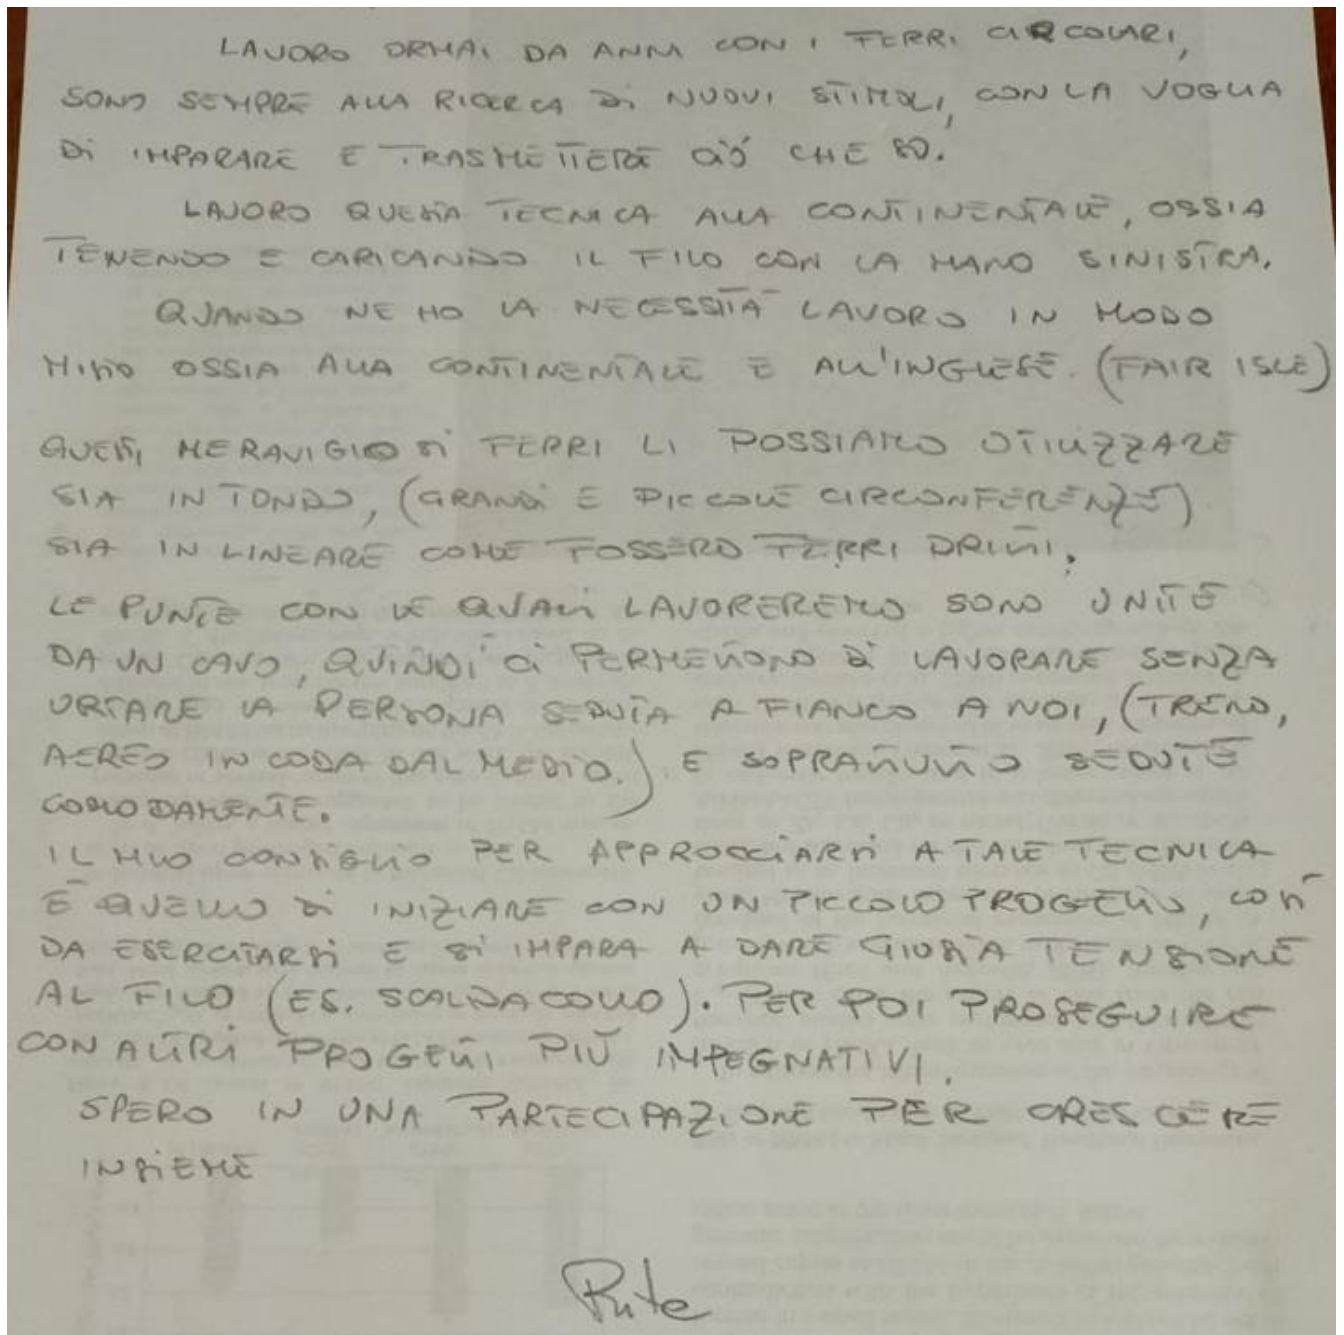 LAVORO ORMAI DA ANNI CON I FERRI CIRCOLARI,
SONO SEMPRE ALLA RICERCA DI NUOVI STIMOLI, CON LA VOGLIA
DI IMPARARE E TRASMETTERE CIÓ CHE SO.
LAVORO QUESTA TECNICA ALLA CONTINENTALE, OSSIA
TENENDO E CARICANDO IL FILO CON LA MANO SINISTRA.
QUANDO NE HO LA NECESSITÀ LAVORO IN MODO
MISTO OSSIA ALLA CONTINENTALE E ALL'INGLESE. (FAIR ISLE)
QUESTI MERAVIGIOSI FERRI LI POSSIAMO UTILIZZARE
SIA IN TONDO, (GRANDI E PICCOLE CIRCONFERENZE)
SIA IN LINEARE COME FOSSERO FERRI DRITTI.
LE PUNTE CON LE QUALI LAVOREREMO SONO UNITE
DA UN CAVO, QUINDI CI PERMETTONO DI LAVORARE SENZA
URTARE LA PERSONA SEDUTA A FIANCO A NOI, (TRENO,
AEREO IN CODA DAL MEDICO.) E SOPRATTUTTO SEDUTE
COMODAMENTE.
IL MIO CONSIGLIO PER APPROCCIARSI A TALE TECNICA
È QUELLO DI INIZIARE CON UN PICCOLO PROGETTO, COSÌ
DA ESERCITARSI E SI IMPARA A DARE GIUSTA TENSIONE
AL FILO (ES. SCALDACOLLO). PER POI PROSEGUIRE
CON ALTRI PROGETTI PIÙ IMPEGNATIVI.
SPERO IN UNA PARTECIPAZIONE PER CRESCERE
INSIEME
Rute